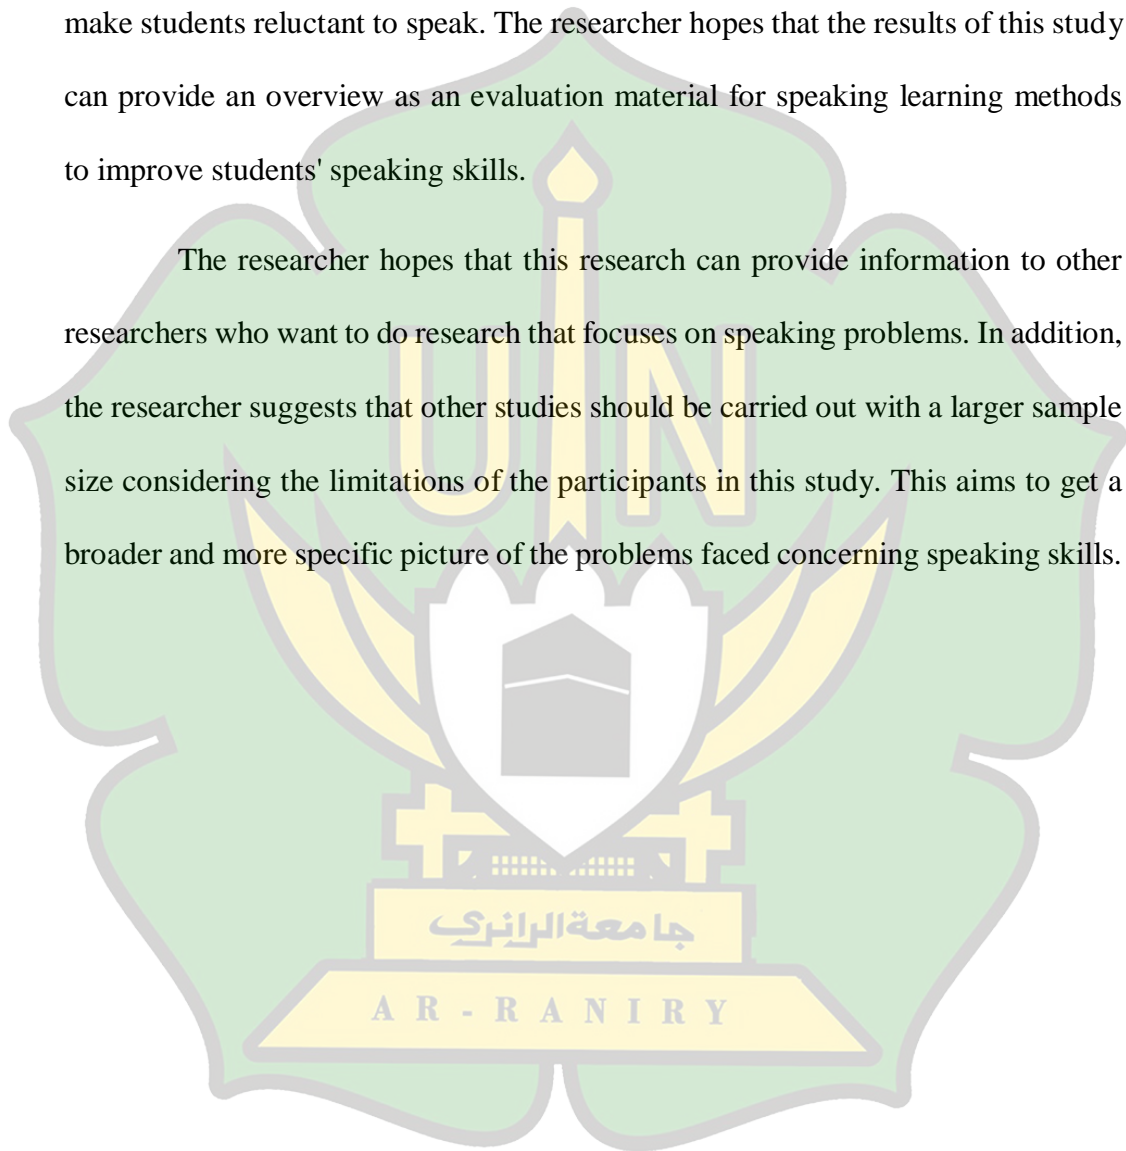 make students reluctant to speak. The researcher hopes that the results of this study
can provide an overview as an evaluation material for speaking learning methods
to improve students' speaking skills.
The researcher hopes that this research can provide information to other
researchers who want to do research that focuses on speaking problems. In addition,
the researcher suggests that other studies should be carried out with a larger sample
size considering the limitations of the participants in this study. This aims to get a
broader and more specific picture of the problems faced concerning speaking skills.
UIN
جامعةالرانري
AR-RANIRY